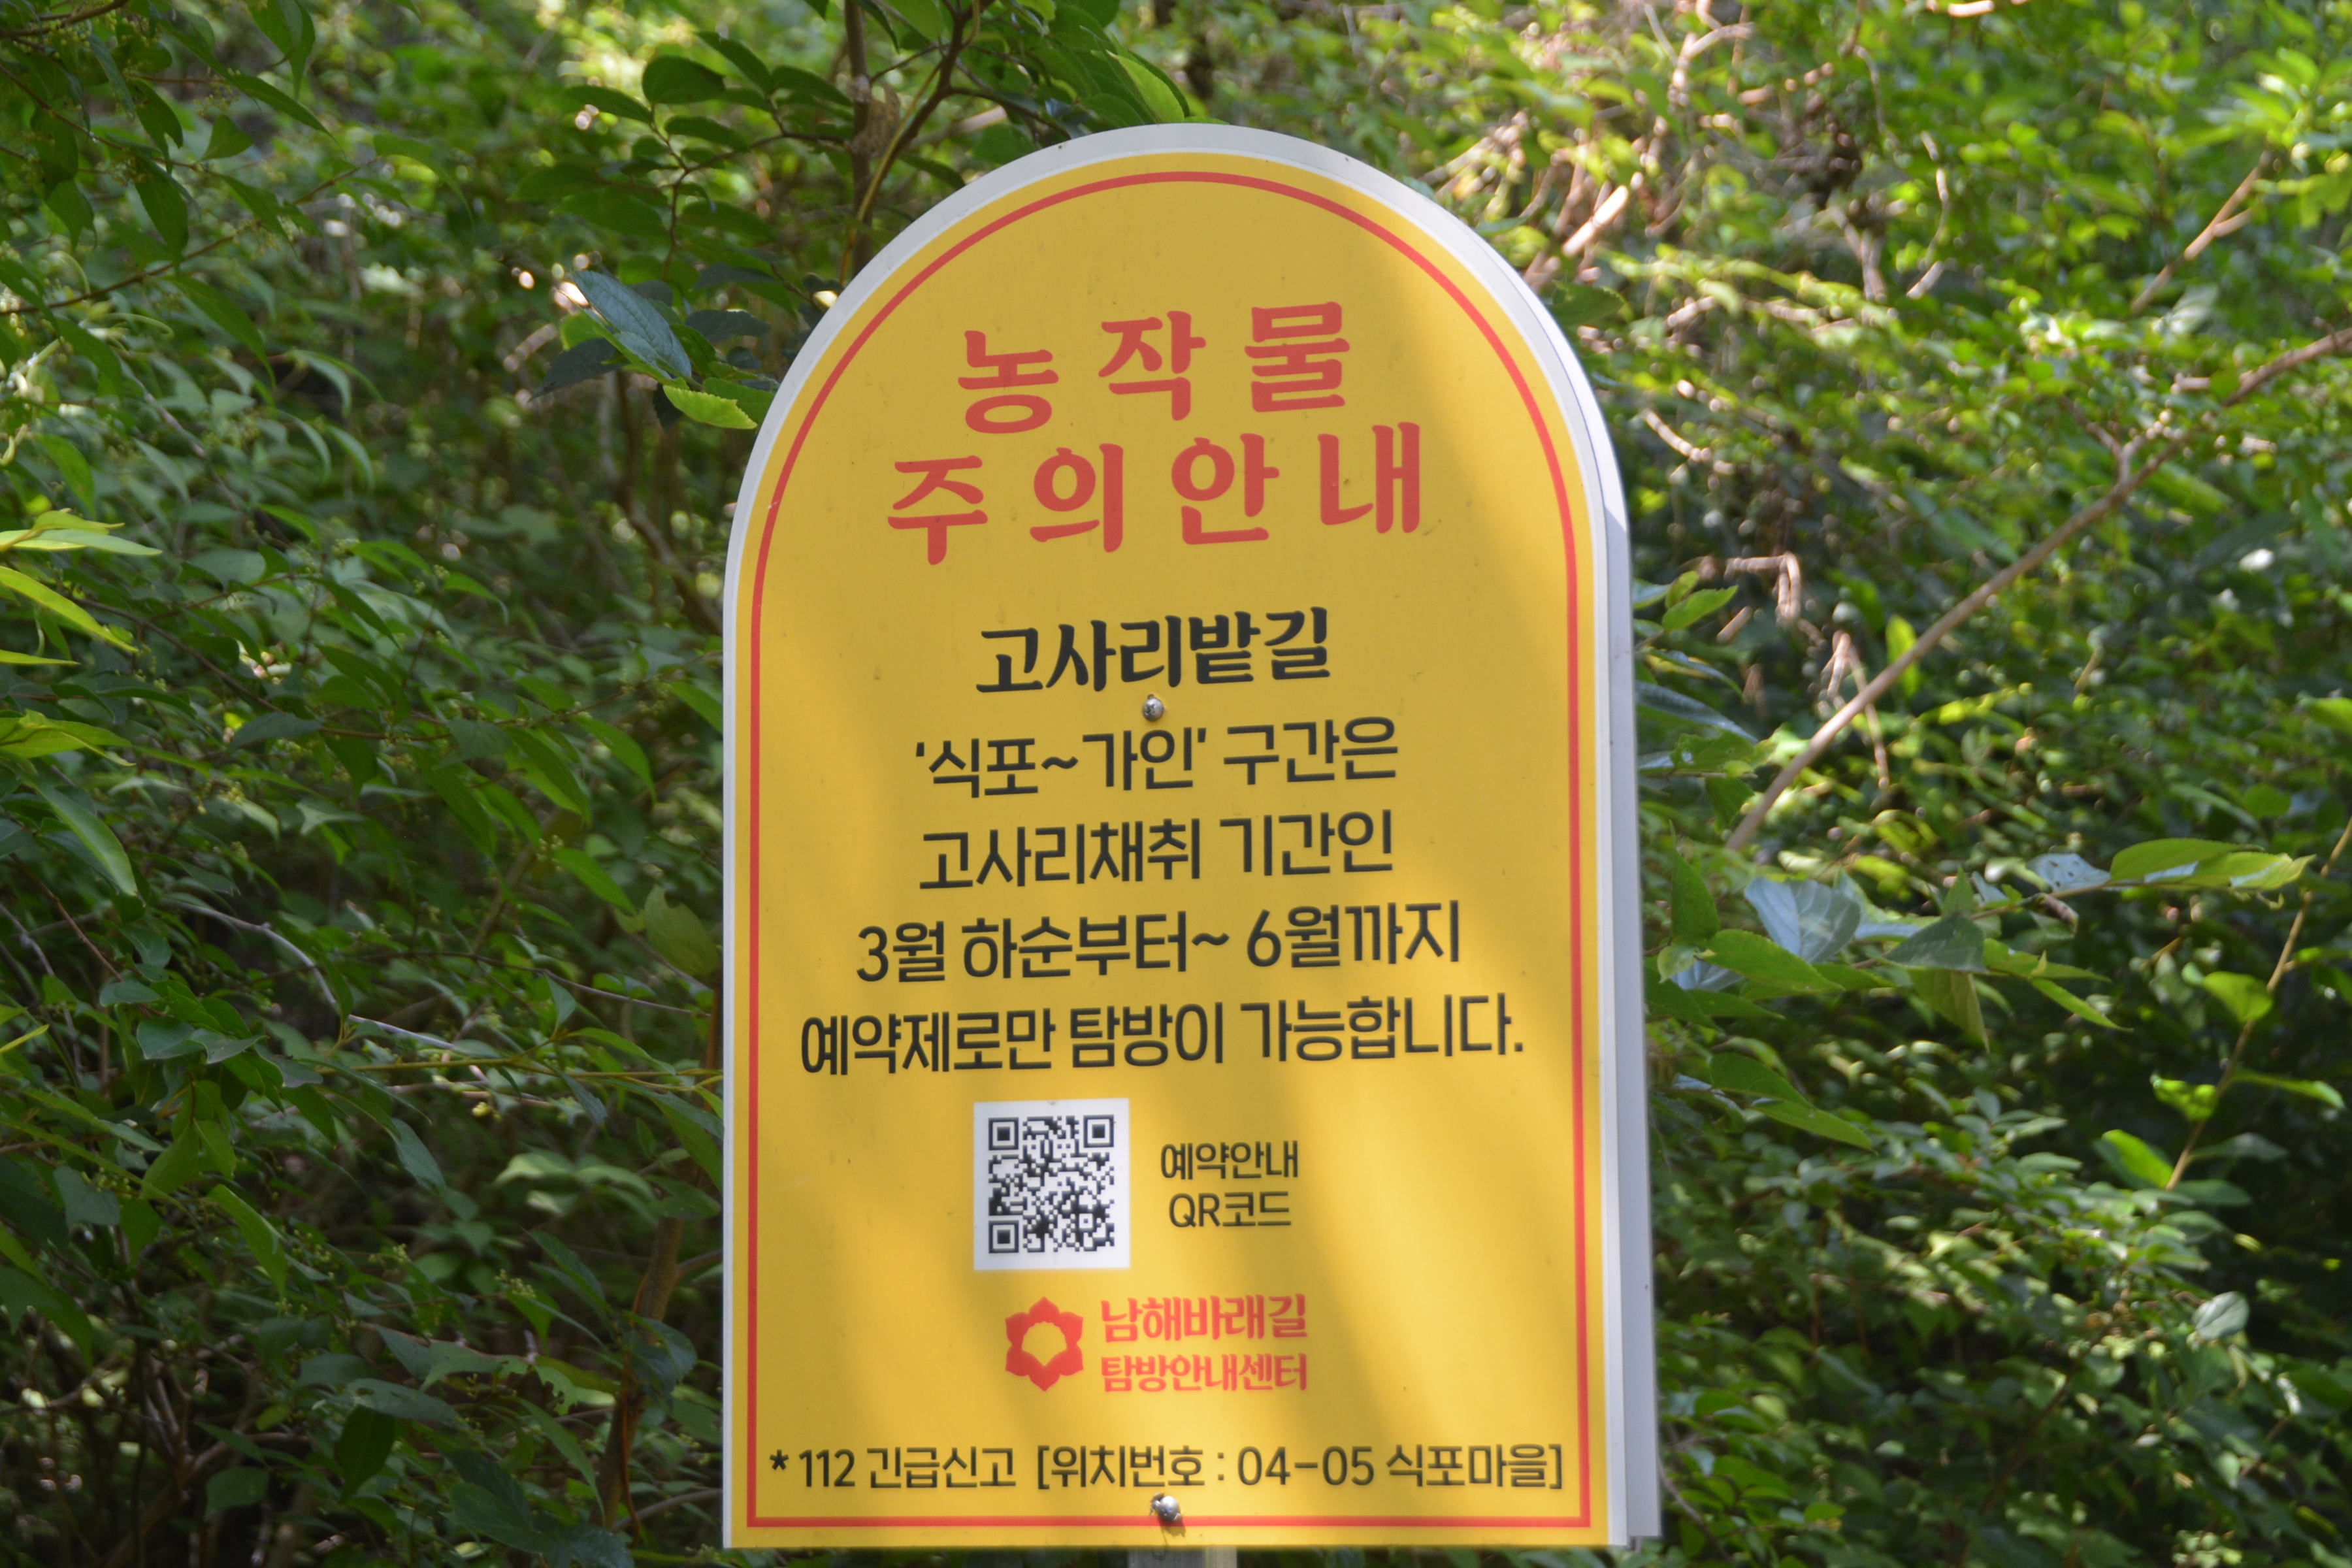 농작물
주의안내
고사리밭길
'식포~가인' 구간은
고사리채취 기간인
3월 하순부터~ 6월까지
예약제로만 탐방이 가능합니다.
예약안내
QR코드
남해바래길
탐방안내센터
* 112 긴급신고 [위치번호 : 04-05 식포마을]